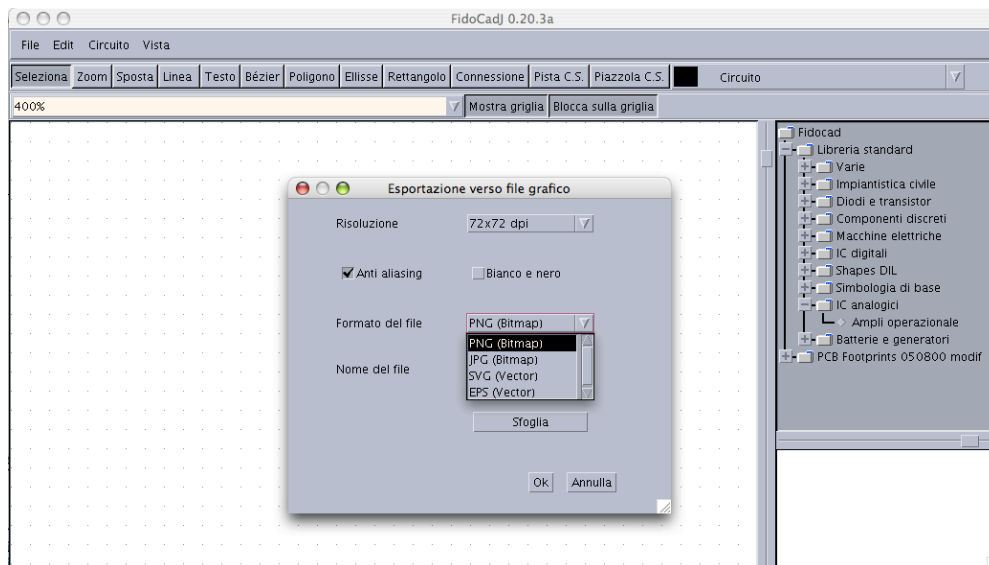 FidoCadJ 0.20.3a
File Edit Circuito Vista
Seleziona Zoom Sposta Linea Testo Bézier Poligono Ellisse Rettangolo Connessione Pista C.S. Piazzola C.S. Circuito
400% Mostra griglia Blocca sulla griglia
Fidocad
Libreria standard
Varie
Impiantistica civile
Diodi e transistor
Componenti discreti
Macchine elettriche
IC digitali
Shapes DIL
Simbologia di base
IC analogici
Ampli operazionale
Batterie e generatori
PCB Footprints 050800 modif
Esportazione verso file grafico
Risoluzione 72x72 dpi
Anti aliasing Bianco e nero
Formato del file PNG (Bitmap)
PNG (Bitmap)
JPG (Bitmap)
SVG (Vector)
EPS (Vector)
Nome del file
Sfoglia
Ok Annulla